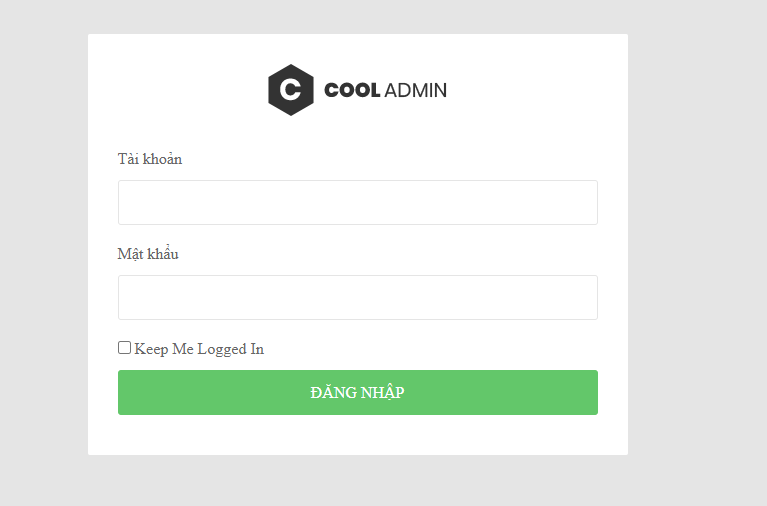 C COOL ADMIN
Tài khoản
Mật khẩu
Keep Me Logged In
ĐĂNG NHẬP